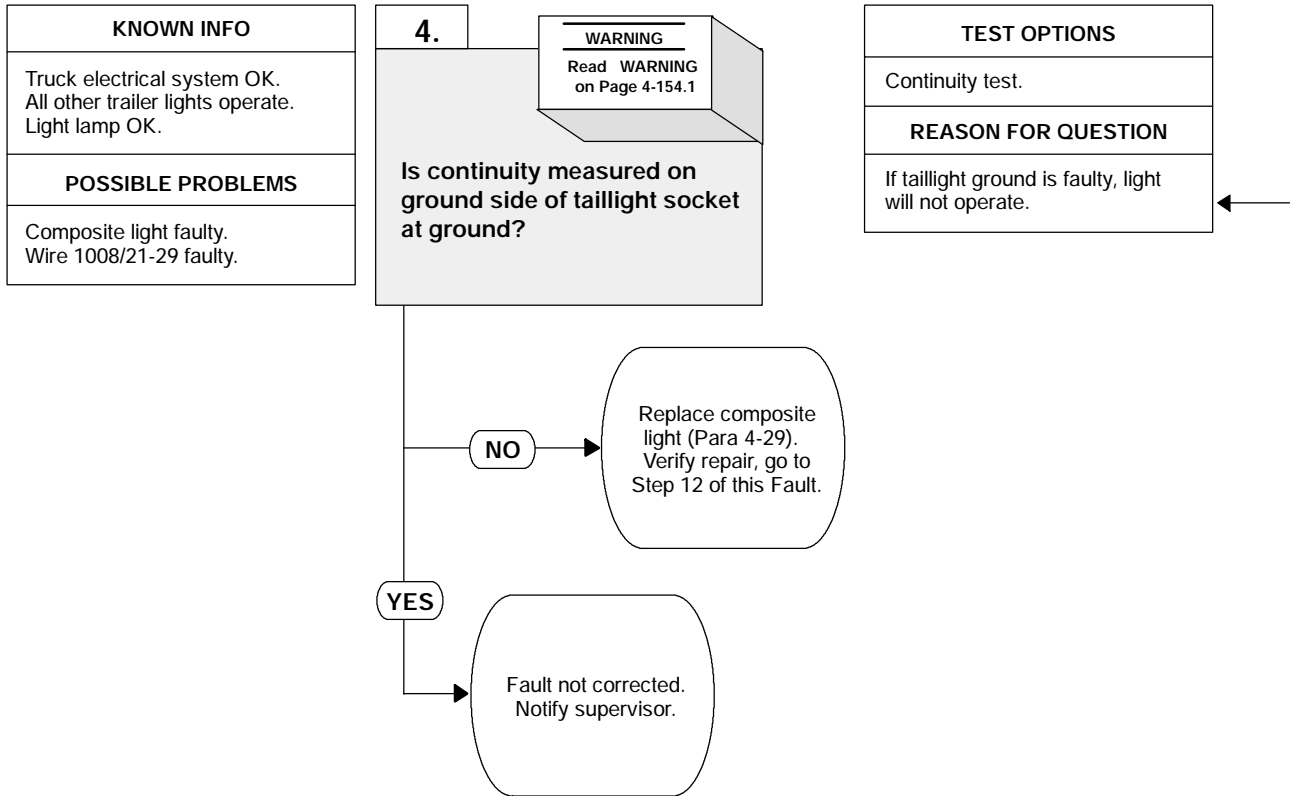 KNOWN INFO
Truck electrical system OK.
All other trailer lights operate.
Light lamp OK.
POSSIBLE PROBLEMS
Composite light faulty.
Wire 1008/21-29 faulty.
4.
WARNING
Read WARNING
on Page 4-154.1
Is continuity measured on
ground side of taillight socket
at ground?
TEST OPTIONS
Continuity test.
REASON FOR QUESTION
If taillight ground is faulty, light
will not operate.
NO
Replace composite
light (Para 4-29).
Verify repair, go to
Step 12 of this Fault.
YES
Fault not corrected.
Notify supervisor.